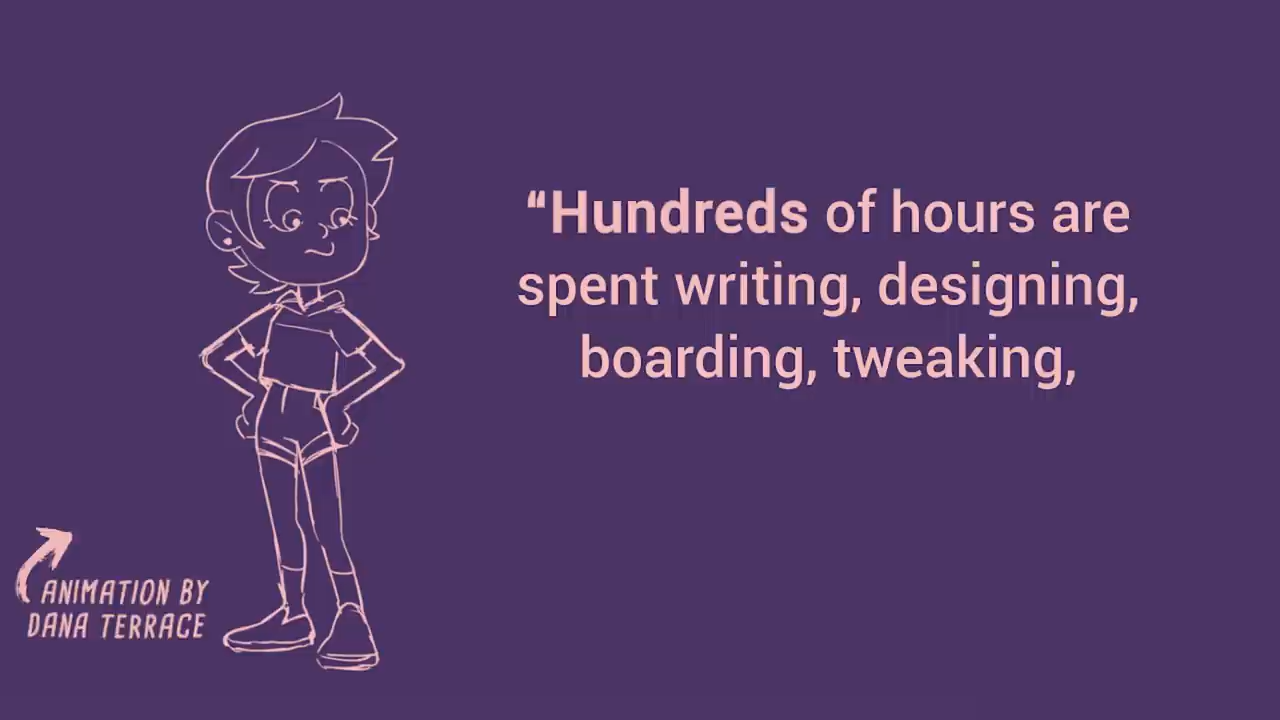 “Hundreds of hours are
spent writing, designing,
boarding, tweaking,
ANIMATION BY
DANA TERRACE